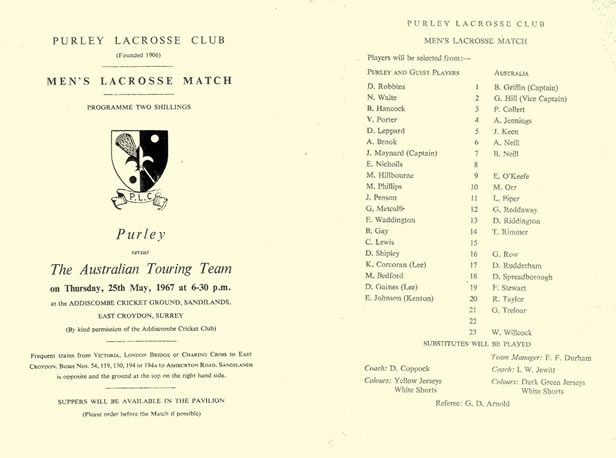 PURLEY LACROSSE CLUB
(Founded 1906)
MEN'S LACROSSE MATCH
PROGRAMME TWO SHILLINGS
P.L.C
Purley
versus
The Australian Touring Team
on Thursday, 25th May, 1967 at 6-30 p.m.
at the ADDISCOMBE CRICKET GROUND, SANDILANDS,
EAST CROYDON, SURREY
(By kind permission of the Addiscombe Cricket Club)
Frequent trains from VICTORIA, LONDON BRIDGE or CHARING CROSS to EAST
CROYDON, BUSES NOS. 54, 119, 130, 194 or 194A to ASHBURTON ROAD. SANDILANDS
is opposite and the ground at the top on the right hand side.
SUPPERS WILL BE AVAILABLE IN THE PAVILION
(Please order before the Match if possible)
PURLEY LACROSSE CLUB
MEN'S LACROSSE MATCH
Players will be selected from:—
PURLEY AND GUEST PLAYERS AUSTRALIA
D. Robbins 1 B. Griffin (Captain)
N. Waite 2 G. Hill (Vice Captain)
B. Hancock 3 P. Collett
V. Porter 4 A. Jennings
D. Leppard 5 J. Keen
A. Brook 6 A. Neill
J. Maynard (Captain) 7 B. Neill
E. Nicholls 8
M. Hillbourne 9 E. O'Keefe
M. Phillips 10 M. Orr
J. Penson 11 L. Piper
G. Metcalfe 12 G. Reddaway
F. Waddington 13 D. Riddington
B. Gay 14 T. Rimmer
C. Lewis 15
D. Shipley 16 G. Row
K. Corcoran (Lee) 17 D. Rudderham
M. Bedford 18 D. Spreadborough
D. Gaines (Lee) 19 F. Stewart
E. Johnson (Kenton) 20 R. Taylor
21 G. Treloar
22
23 W. Willcock
SUBSTITUTES WILL BE PLAYED
Team Manager: F. F. Durham
Coach: D. Coppock Coach: I. W. Jewitt
Colours: Yellow Jerseys Colours: Dark Green Jerseys
White Shorts White Shorts
Referee: G. D. Arnold